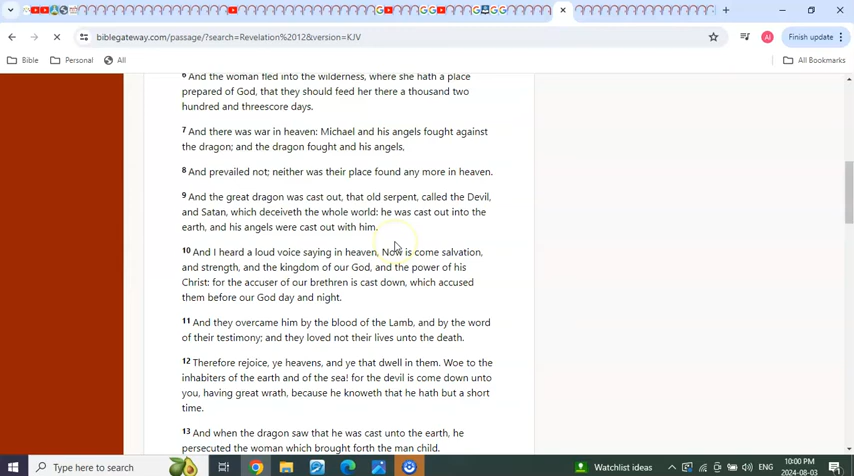 biblegateway.com/passage/?search=Revelation%2012&version=KJV
AI
Finish update
Bible
Personal
All
All Bookmarks
6 And the woman fled into the wilderness, where she hath a place
prepared of God, that they should feed her there a thousand two
hundred and threescore days.
7 And there was war in heaven: Michael and his angels fought against
the dragon; and the dragon fought and his angels,
8 And prevailed not; neither was their place found any more in heaven.
9 And the great dragon was cast out, that old serpent, called the Devil,
and Satan, which deceiveth the whole world: he was cast out into the
earth, and his angels were cast out with him.
10 And I heard a loud voice saying in heaven, Now is come salvation,
and strength, and the kingdom of our God, and the power of his
Christ: for the accuser of our brethren is cast down, which accused
them before our God day and night.
11 And they overcame him by the blood of the Lamb, and by the word
of their testimony; and they loved not their lives unto the death.
12 Therefore rejoice, ye heavens, and ye that dwell in them. Woe to the
inhabiters of the earth and of the sea! for the devil is come down unto
you, having great wrath, because he knoweth that he hath but a short
time.
13 And when the dragon saw that he was cast unto the earth, he
persecuted the woman which brought forth the man child.
Type here to search
Watchlist ideas
ENG
10:00 PM
2024-08-03